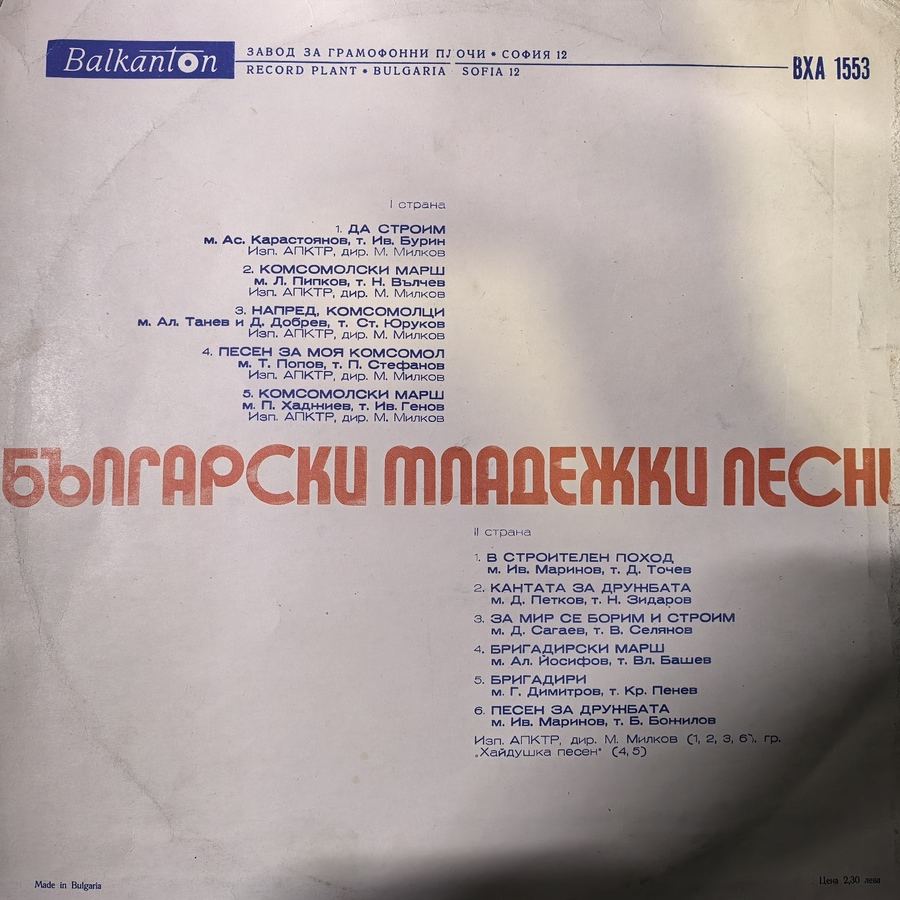 Balkanton
ЗАВОД ЗА ГРАМОФОННИ ПЛОЧИ • СОФИЯ 12
RECORD PLANT • BULGARIA SOFIA 12
ВХА 1553
I страна
1. ДА СТРОИМ
м. Ас. Карастоянов, т. Ив. Бурин
Изп. АПКТР, дир. М. Милков
2. КОМСОМОЛСКИ МАРШ
м. Л. Пипков, т. Н. Вълчев
Изп. АПКТР, дир. М. Милков
3. НАПРЕД, КОМСОМОЛЦИ
м. Ал. Танев и Д. Добрев, т. Ст. Юруков
Изп. АПКТР, дир. М. Милков
4. ПЕСЕН ЗА МОЯ КОМСОМОЛ
м. Т. Попов, т. П. Стефанов
Изп. АПКТР, дир. М. Милков
5. КОМСОМОЛСКИ МАРШ
м. П. Хаджиев, т. Ив. Генов
Изп. АПКТР, дир. М. Милков
БЪЛГАРСКИ МЛАДЕЖКИ ПЕСНИ
II страна
1. В СТРОИТЕЛЕН ПОХОД
м. Ив. Маринов, т. Д. Точев
2. КАНТАТА ЗА ДРУЖБАТА
м. Д. Петков, т. Н. Зидаров
3. ЗА МИР СЕ БОРИМ И СТРОИМ
м. Д. Сагаев, т. В. Селянов
4. БРИГАДИРСКИ МАРШ
м. Ал. Йосифов, т. Вл. Башев
5. БРИГАДИРИ
м. Г. Димитров, т. Кр. Пенев
6. ПЕСЕН ЗА ДРУЖБАТА
м. Ив. Маринов, т. Б. Божилов
Изп. АПКТР, дир. М. Милков (1, 2, 3, 6), гр.
„Хайдушка песен“ (4, 5)
Made in Bulgaria
Цена 2,30 лева